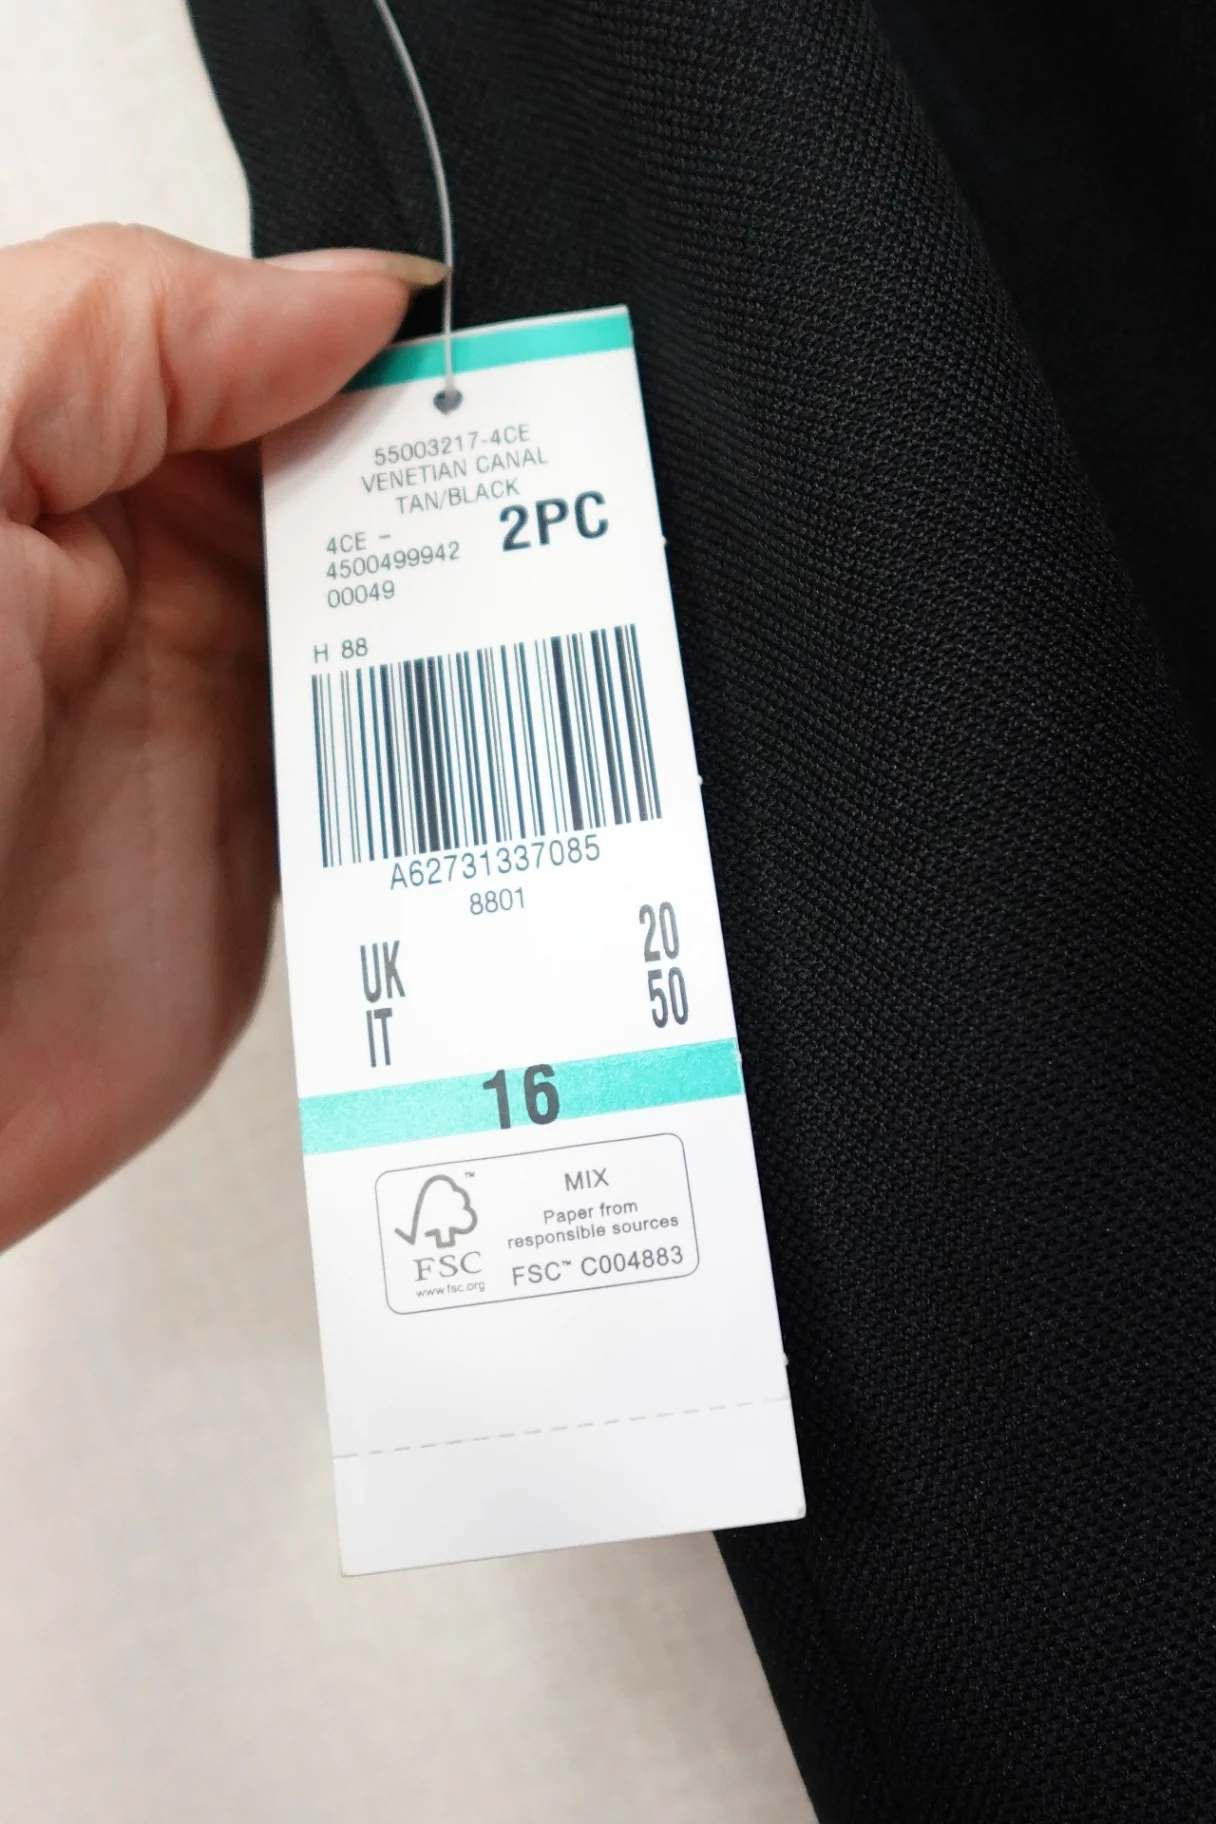 55003217-4CE
VENETIAN CANAL
TAN/BLACK
2PC
4CE -
4500499942
00049
H 88
A62731337085
8801
UK 20
IT 50
16
FSC™
www.fsc.org
MIX
Paper from
responsible sources
FSC™ C004883